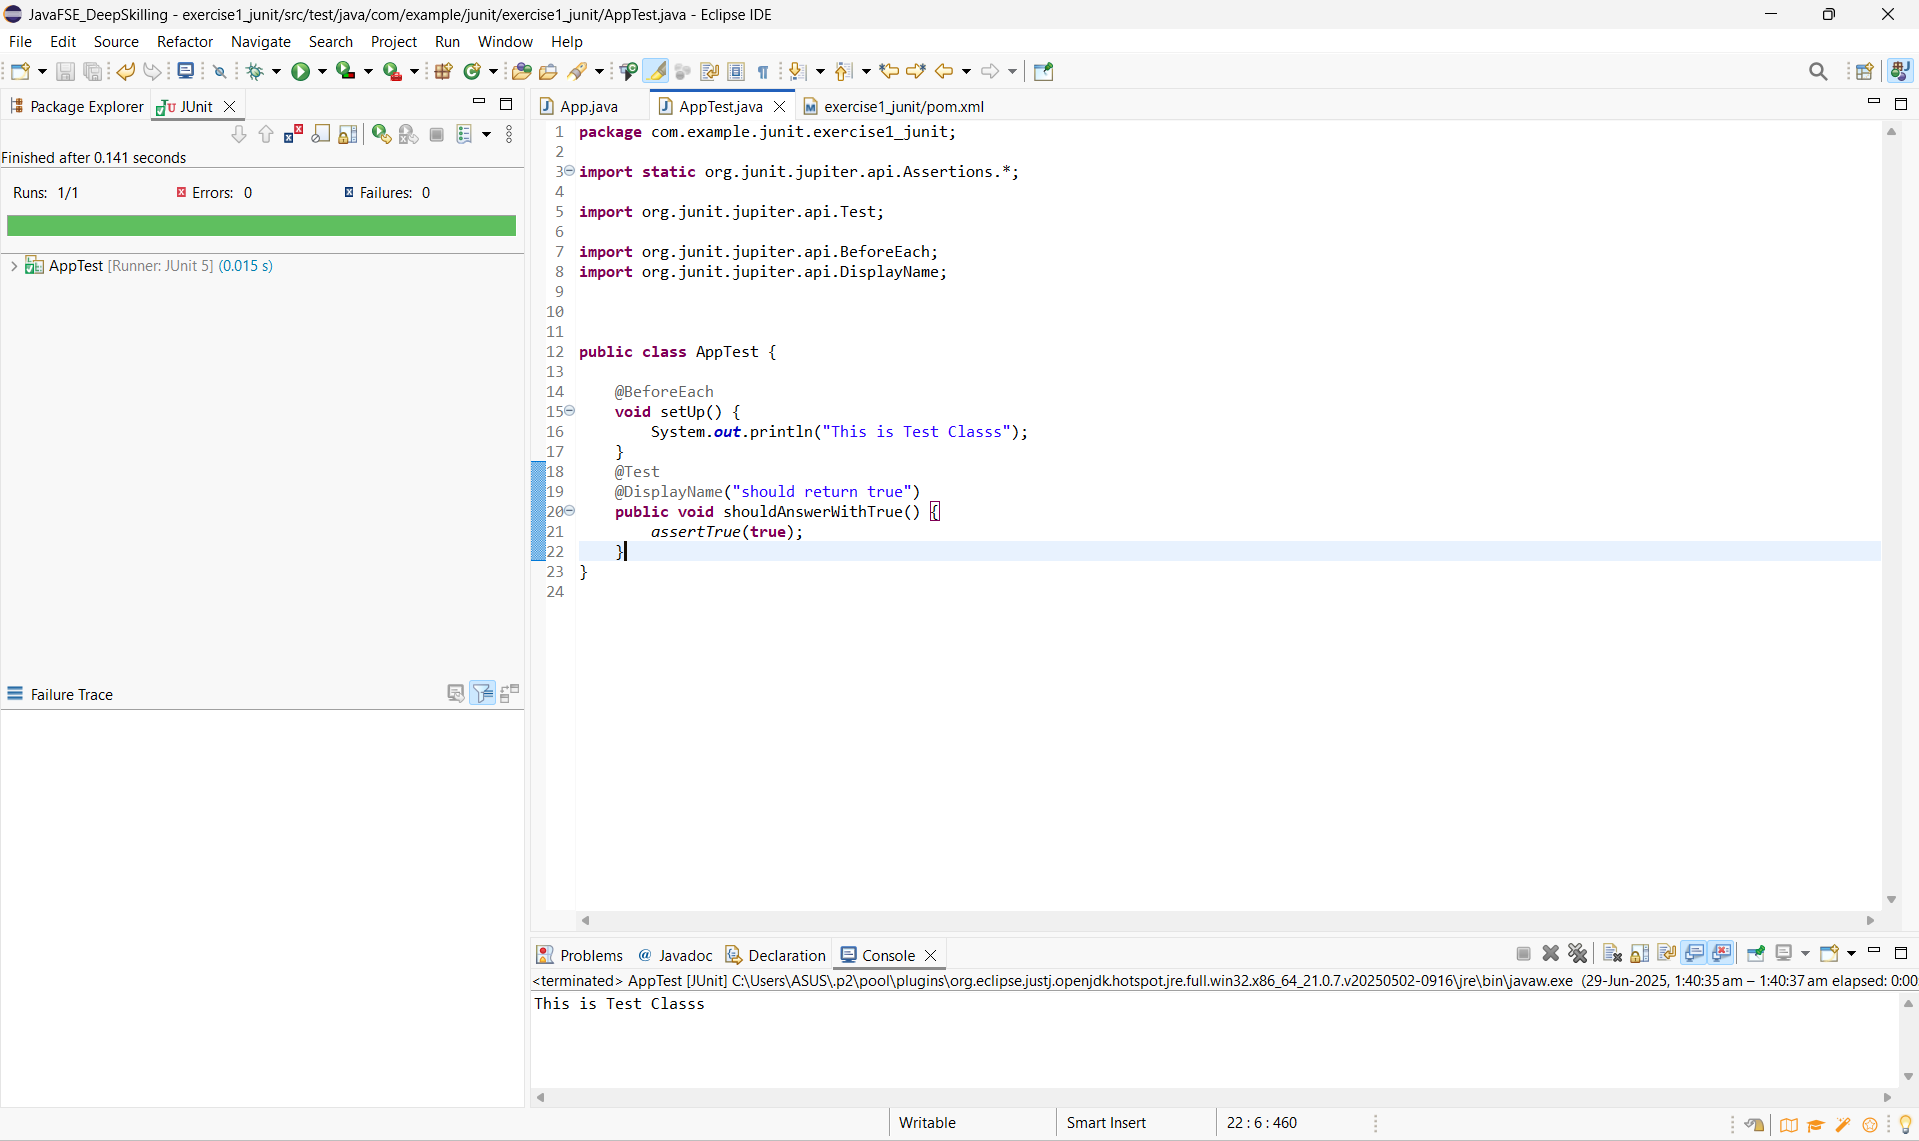 JavaFSE_DeepSkilling - exercise1_junit/src/test/java/com/example/junit/exercise1_junit/AppTest.java - Eclipse IDE
File Edit Source Refactor Navigate Search Project Run Window Help
Package Explorer JUnit
Finished after 0.141 seconds
Runs: 1/1 Errors: 0 Failures: 0
AppTest [Runner: JUnit 5] (0.015 s)
Failure Trace
App.java AppTest.java exercise1_junit/pom.xml
1 package com.example.junit.exercise1_junit;
2
3 import static org.junit.jupiter.api.Assertions.*;
4
5 import org.junit.jupiter.api.Test;
6
7 import org.junit.jupiter.api.BeforeEach;
8 import org.junit.jupiter.api.DisplayName;
9
10
11
12 public class AppTest {
13
14 @BeforeEach
15 void setUp() {
16 System.out.println("This is Test Classs");
17 }
18 @Test
19 @DisplayName("should return true")
20 public void shouldAnswerWithTrue() {
21 assertTrue(true);
22 }
23 }
24
Problems @ Javadoc Declaration Console
<terminated> AppTest [JUnit] C:\Users\ASUS\.p2\pool\plugins\org.eclipse.justj.openjdk.hotspot.jre.full.win32.x86_64_21.0.7.v20250502-0916\jre\bin\javaw.exe (29-Jun-2025, 1:40:35 am – 1:40:37 am elapsed: 0:00
This is Test Classs
Writable Smart Insert 22 : 6 : 460